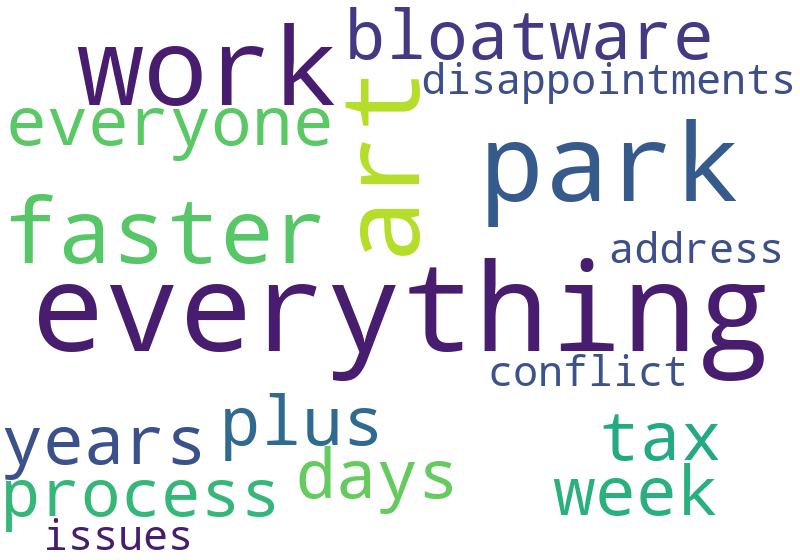 work
bloatware
disappointments
everyone
art
park
faster
address
everything
conflict
years
plus
tax
days
process
week
issues